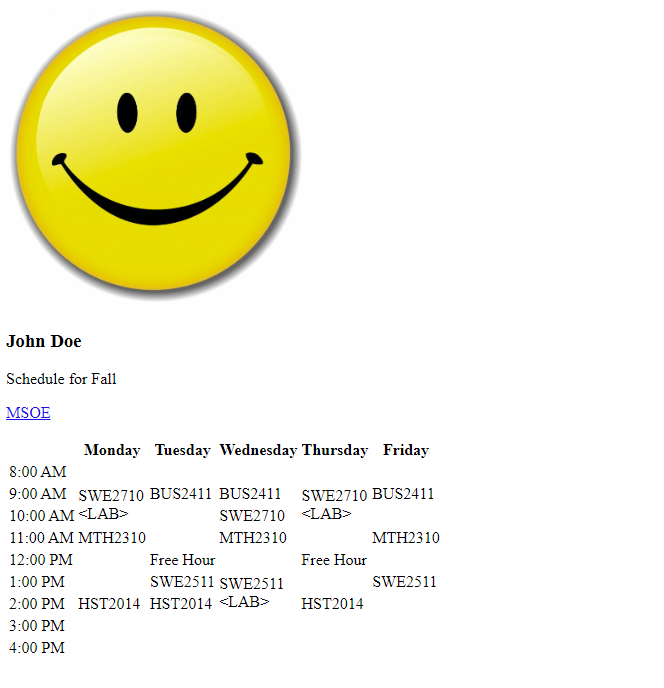 John Doe
Schedule for Fall
MSOE
Monday Tuesday Wednesday Thursday Friday
8:00 AM
9:00 AM SWE2710 BUS2411 BUS2411 SWE2710 BUS2411
10:00 AM <LAB> SWE2710 <LAB>
11:00 AM MTH2310 MTH2310 MTH2310
12:00 PM Free Hour Free Hour
1:00 PM SWE2511 SWE2511 SWE2511
2:00 PM HST2014 HST2014 <LAB> HST2014
3:00 PM
4:00 PM